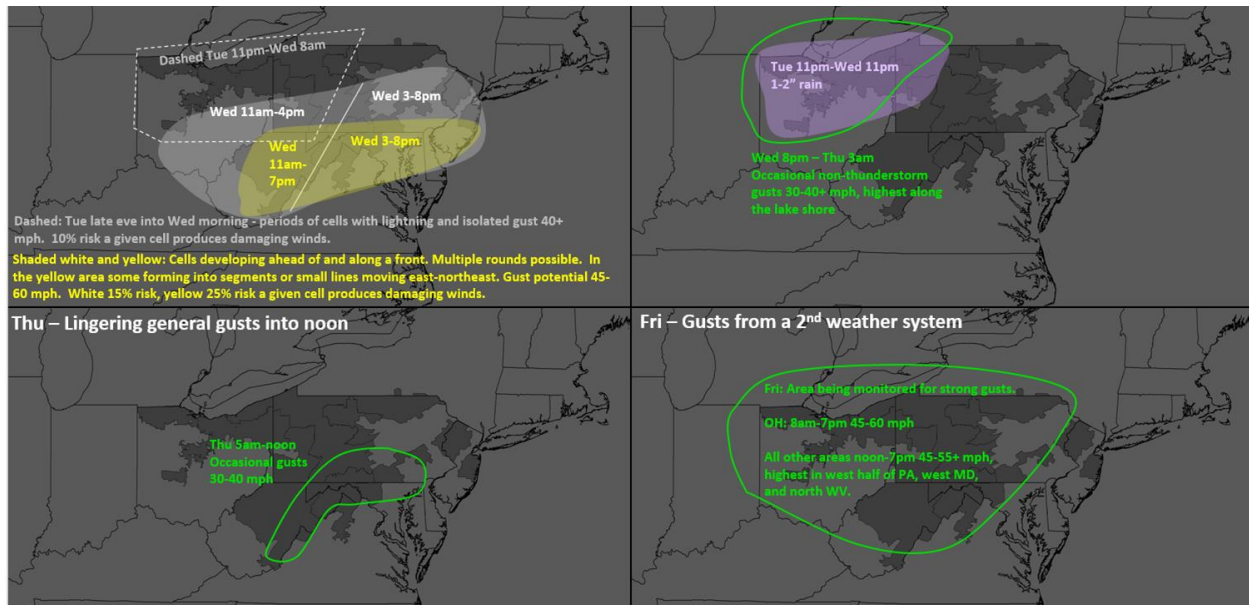 Dashed Tue 11pm-Wed 8am
Wed 11am-4pm
Wed 3-8pm
Wed
11am-
7pm
Wed 3-8pm
Dashed: Tue late eve into Wed morning - periods of cells with lightning and isolated gust 40+
mph. 10% risk a given cell produces damaging winds.
Shaded white and yellow: Cells developing ahead of and along a front. Multiple rounds possible. In
the yellow area some forming into segments or small lines moving east-northeast. Gust potential 45-
60 mph. White 15% risk, yellow 25% risk a given cell produces damaging winds.
Tue 11pm-Wed 11pm
1-2” rain
Wed 8pm – Thu 3am
Occasional non-thunderstorm
gusts 30-40+ mph, highest along
the lake shore
Thu – Lingering general gusts into noon
Thu 5am-noon
Occasional gusts
30-40 mph
Fri – Gusts from a 2nd weather system
Fri: Area being monitored for strong gusts.
OH: 8am-7pm 45-60 mph
All other areas noon-7pm 45-55+ mph,
highest in west half of PA, west MD,
and north WV.